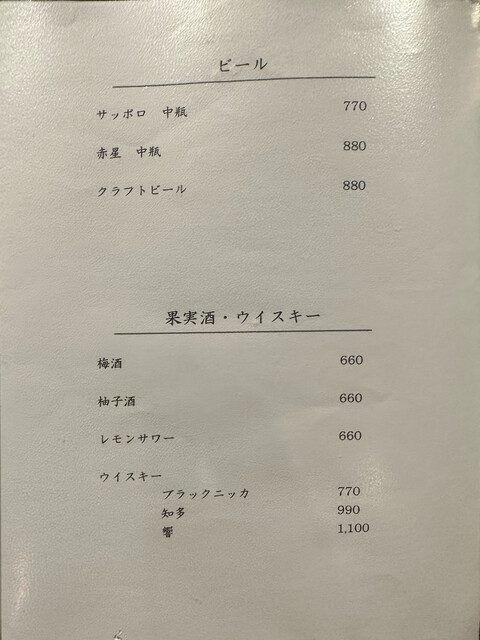 ビール
サッポロ 中瓶 770
赤星 中瓶 880
クラフトビール 880
果実酒・ウイスキー
梅酒 660
柚子酒 660
レモンサワー 660
ウイスキー
ブラックニッカ 770
知多 990
響 1,100